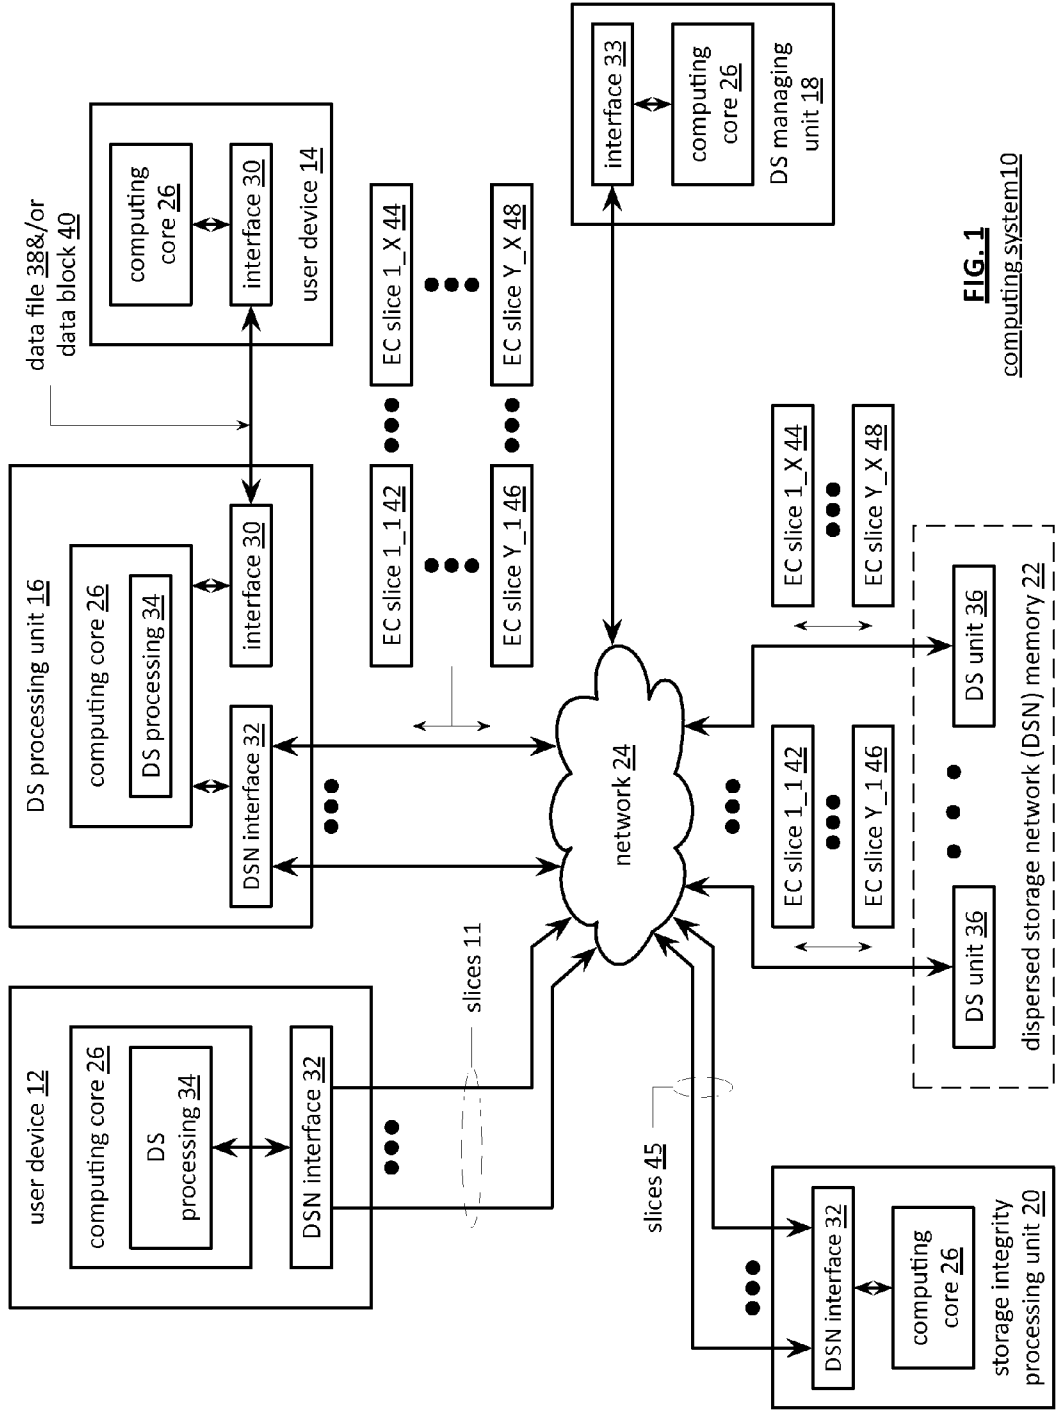 user device 12
computing core 26
DS
processing 34
DSN interface 32
slices 11
DS processing unit 16
computing core 26
DS processing 34
DSN interface 32
interface 30
data file 38&/or
data block 40
computing
core 26
interface 30
user device 14
EC slice 1_1 42
EC slice 1_X 44
EC slice Y_1 46
EC slice Y_X 48
network 24
interface 33
computing
core 26
DS managing
unit 18
slices 45
DSN interface 32
computing
core 26
storage integrity
processing unit 20
EC slice 1_1 42
EC slice Y_1 46
EC slice 1_X 44
EC slice Y_X 48
DS unit 36
DS unit 36
dispersed storage network (DSN) memory 22
FIG. 1
computing system10